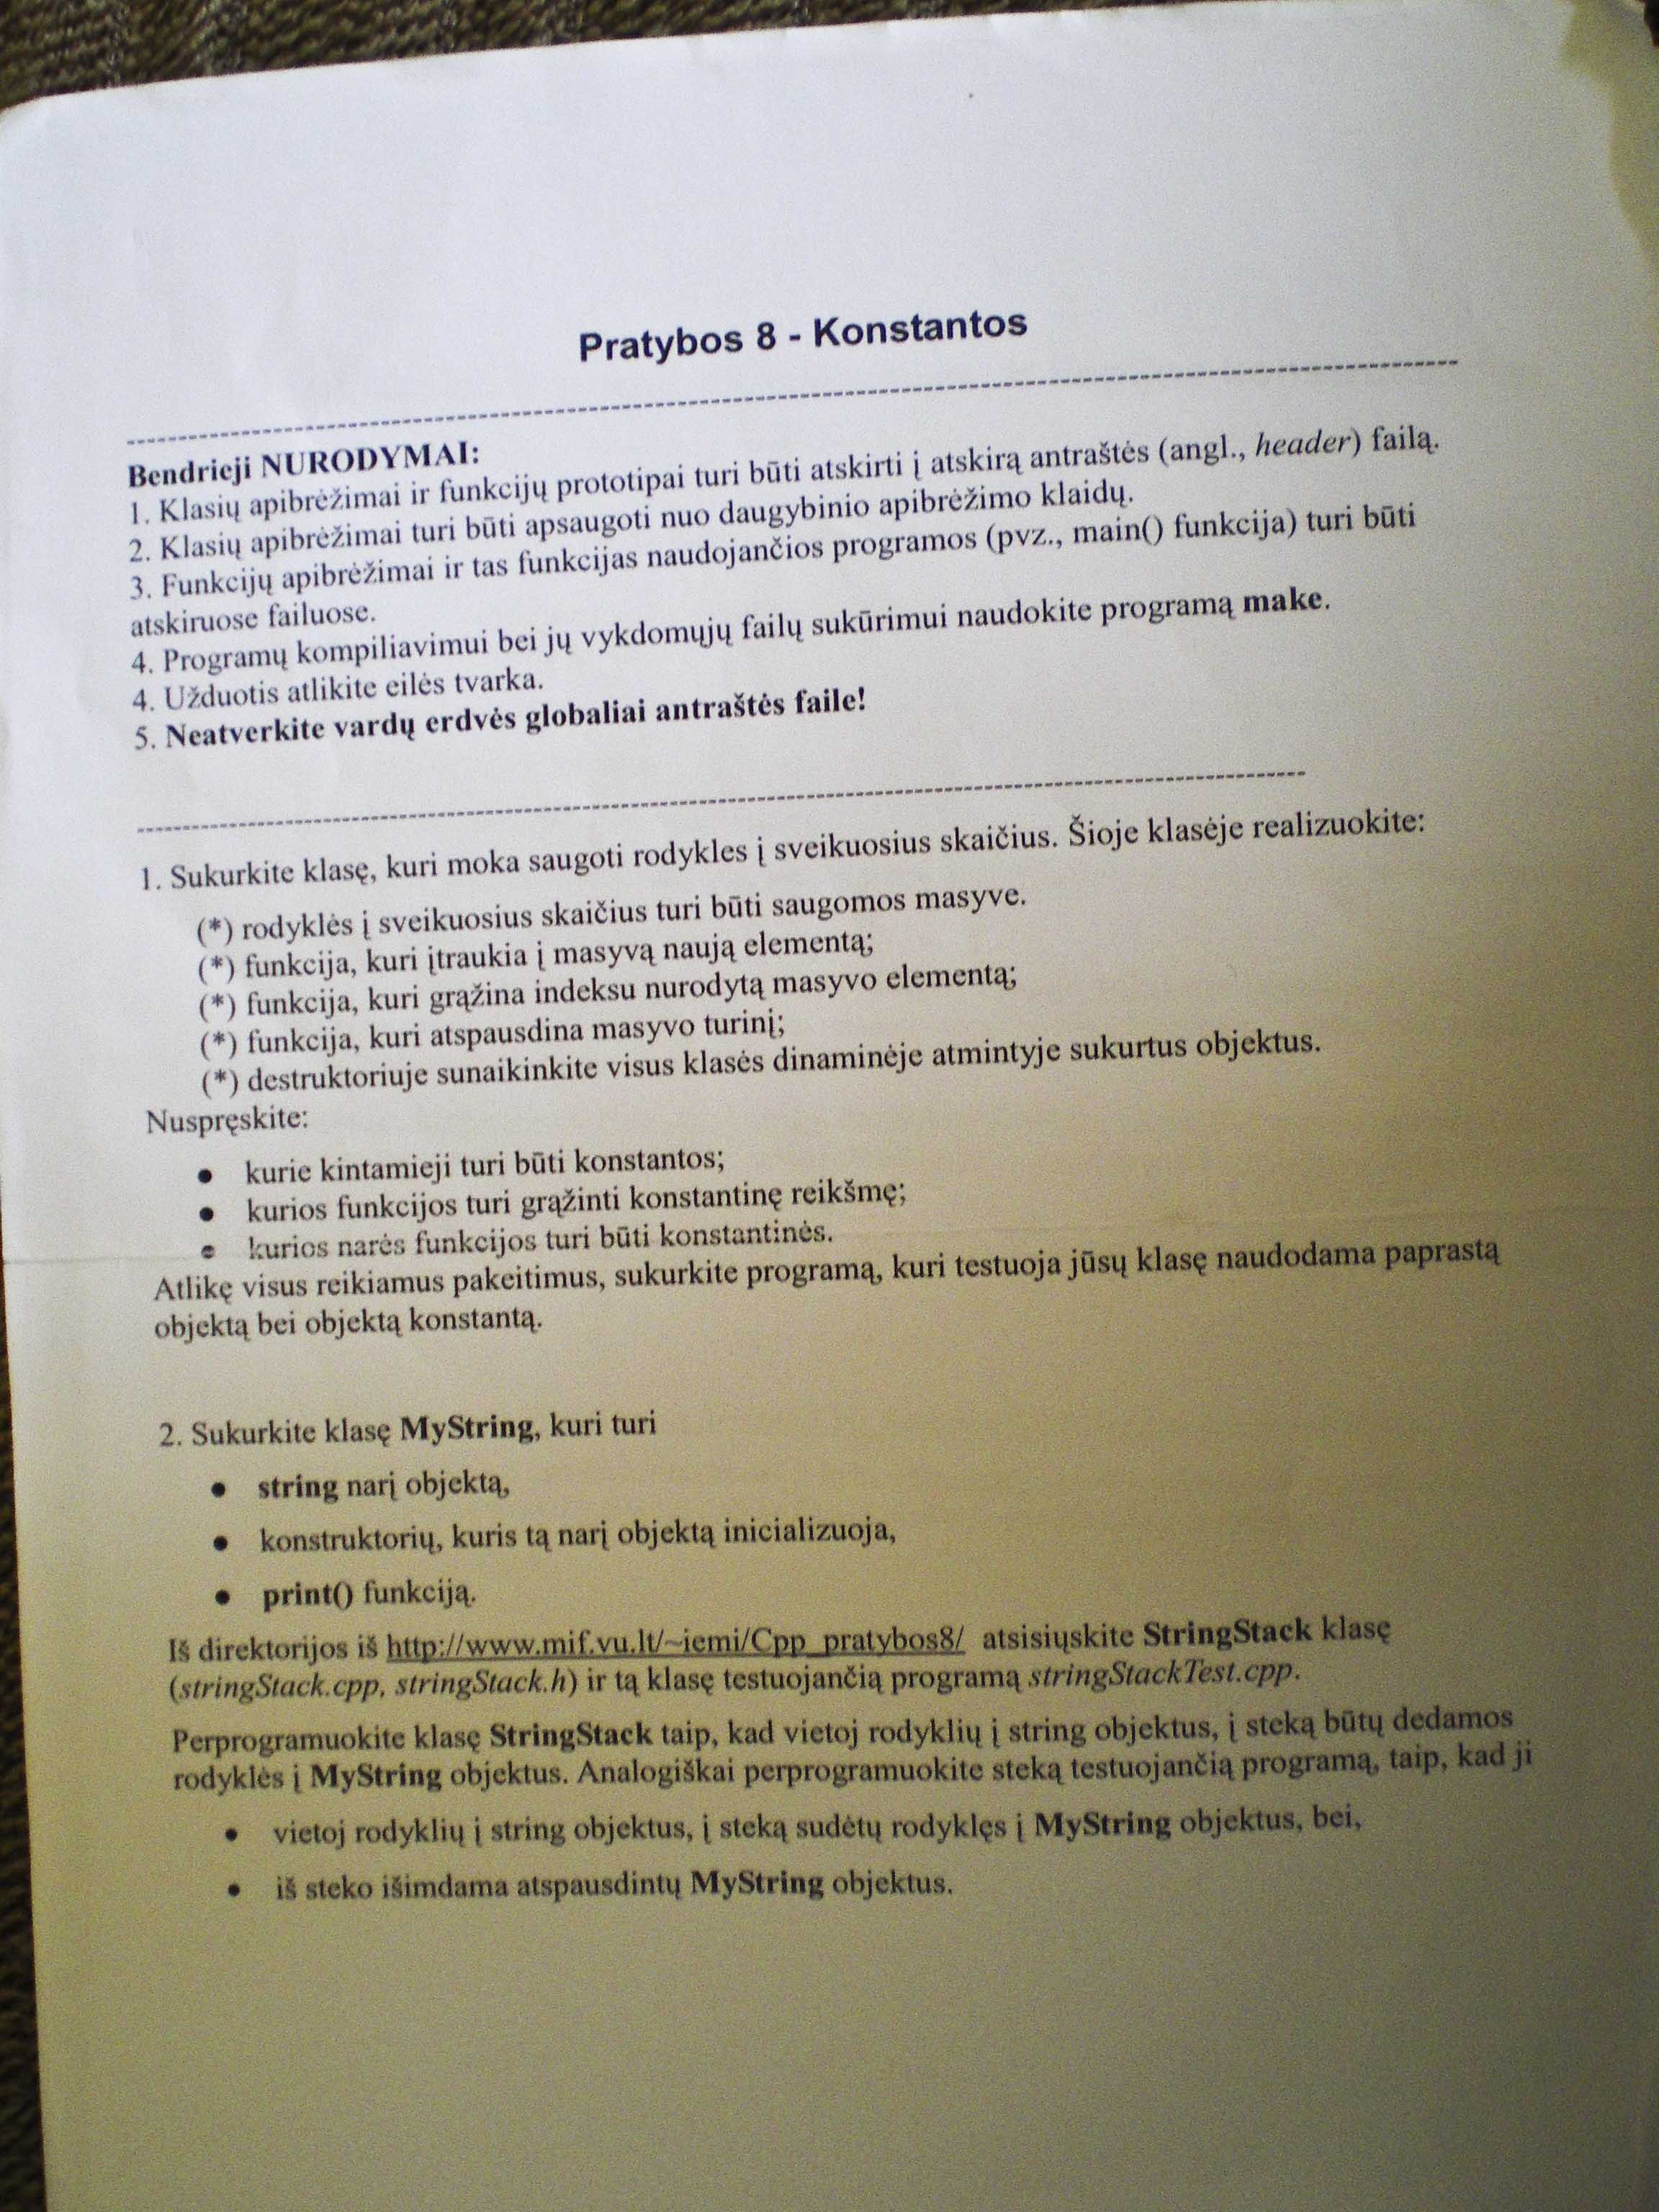 Pratybos 8 - Konstantos
Bendrieji NURODYMAI:
1. Klasių apibrėžimai ir funkcijų prototipai turi būti atskirti į atskirą antraštės (angl., header) failą.
2. Klasių apibrėžimai turi būti apsaugoti nuo daugybinio apibrėžimo klaidų.
3. Funkcijų apibrėžimai ir tas funkcijas naudojančios programos (pvz., main() funkcija) turi būti
atskiruose failuose.
4. Programų kompiliavimui bei jų vykdomųjų failų sukūrimui naudokite programą make.
4. Užduotis atlikite eilės tvarka.
5. Neatverkite vardų erdvės globaliai antraštės faile!
1. Sukurkite klasę, kuri moka saugoti rodykles į sveikuosius skaičius. Šioje klasėje realizuokite:
(*) rodyklės į sveikuosius skaičius turi būti saugomos masyve.
(*) funkcija, kuri įtraukia į masyvą naują elementą;
(*) funkcija, kuri grąžina indeksu nurodytą masyvo elementą;
(*) funkcija, kuri atspausdina masyvo turinį;
(*) destruktoriuje sunaikinkite visus klasės dinaminėje atmintyje sukurtus objektus.
Nuspręskite:
• kurie kintamieji turi būti konstantos;
• kurios funkcijos turi grąžinti konstantinę reikšmę;
• kurios narės funkcijos turi būti konstantinės.
Atlikę visus reikiamus pakeitimus, sukurkite programą, kuri testuoja jūsų klasę naudodama paprastą
objektą bei objektą konstantą.
2. Sukurkite klasę MyString, kuri turi
• string narį objektą,
• konstruktorių, kuris tą narį objektą inicializuoja,
• print() funkciją.
Iš direktorijos iš http://www.mif.vu.lt/~iemi/Cpp_pratybos8/ atsisiųskite StringStack klasę
(stringStack.cpp, stringStack.h) ir tą klasę testuojančią programą stringStackTest.cpp.
Perprogramuokite klasę StringStack taip, kad vietoj rodyklių į string objektus, į steką būtų dedamos
rodyklės į MyString objektus. Analogiškai perprogramuokite steką testuojančią programą, taip, kad ji
• vietoj rodyklių į string objektus, į steką sudėtų rodyklęs į MyString objektus, bei,
• iš steko išimdama atspausdintų MyString objektus.